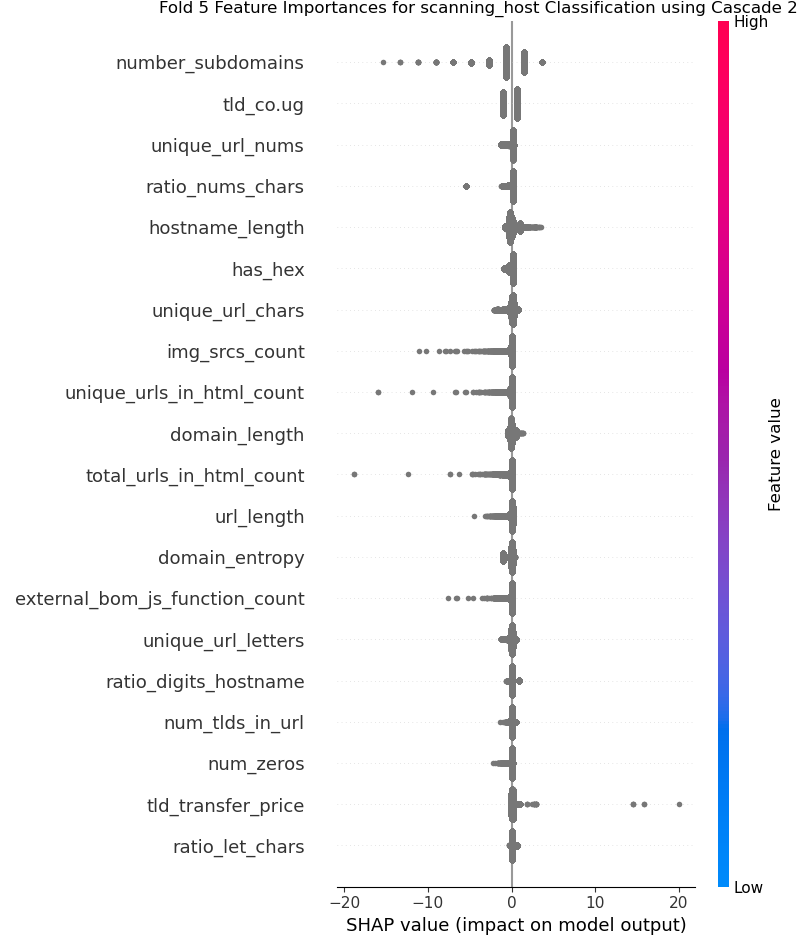 Fold 5 Feature Importances for scanning_host Classification using Cascade 2
High
number_subdomains
tld_co.ug
unique_url_nums
ratio_nums_chars
hostname_length
has_hex
unique_url_chars
img_srcs_count
unique_urls_in_html_count
domain_length
total_urls_in_html_count
url_length
domain_entropy
external_bom_js_function_count
unique_url_letters
ratio_digits_hostname
num_tlds_in_url
num_zeros
tld_transfer_price
ratio_let_chars
Feature value
Low
−20 −10 0 10 20
SHAP value (impact on model output)